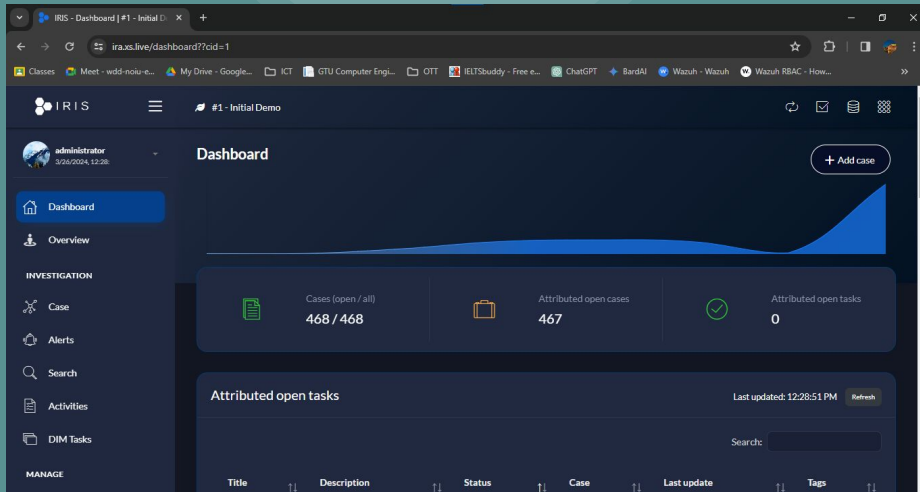 IRIS - Dashboard | #1 - Initial D
ira.xs.live/dashboard??cid=1
Classes
Meet - wdd-noiu-e...
My Drive - Google...
ICT
GTU Computer Engi...
OTT
IELTSbuddy - Free e...
ChatGPT
BardAI
Wazuh - Wazuh
Wazuh RBAC - How...
IRIS
#1 - Initial Demo
administrator
3/26/2024, 12:28:
Dashboard
+ Add case
Dashboard
Overview
INVESTIGATION
Case
Alerts
Search
Activities
DIM Tasks
MANAGE
Cases (open / all)
468 / 468
Attributed open cases
467
Attributed open tasks
0
Attributed open tasks
Last updated: 12:28:51 PM
Refresh
Search:
Title
Description
Status
Case
Last update
Tags